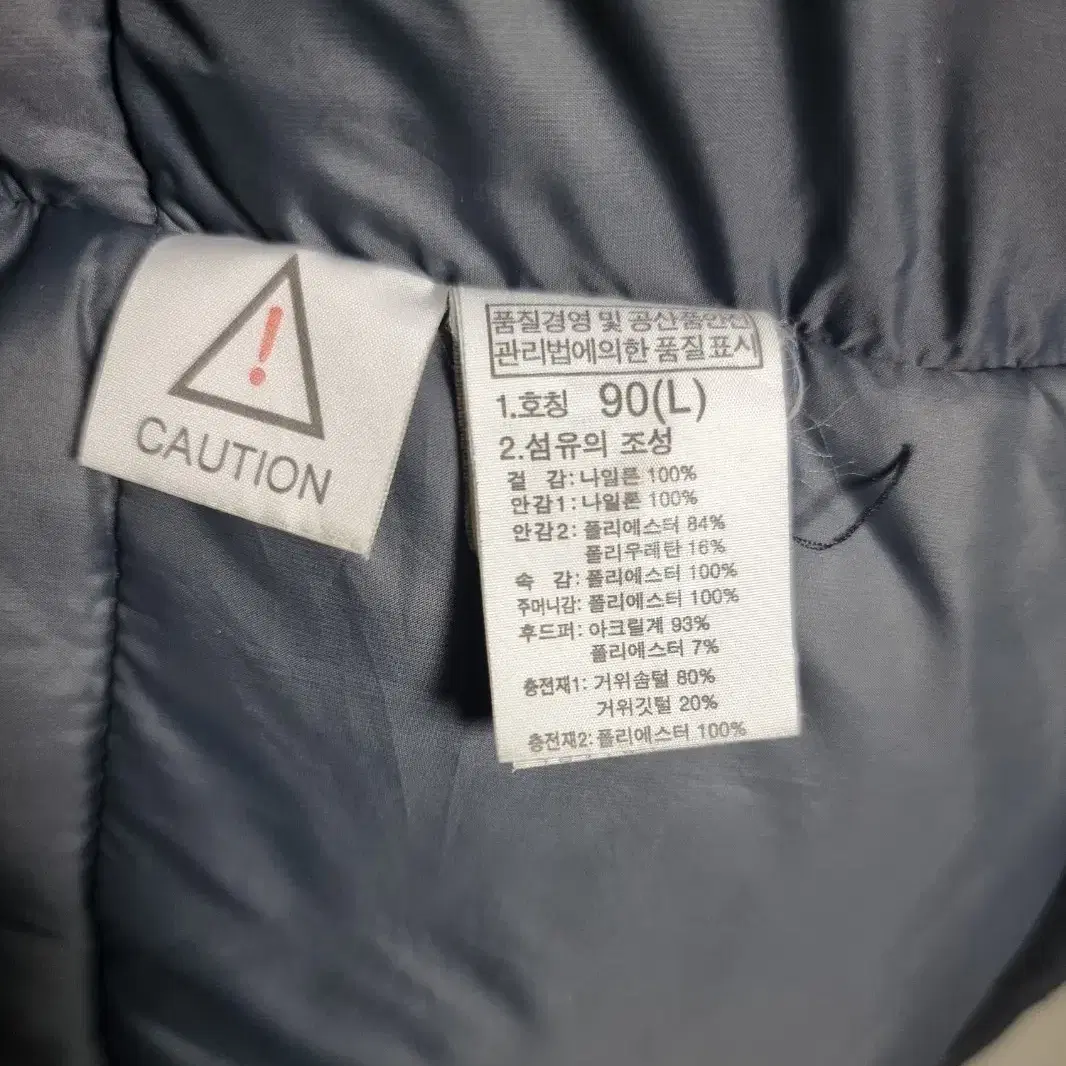 CAUTION
품질경영 및 공산품안전
관리법에의한 품질표시
1.호칭 90(L)
2.섬유의 조성
겉 감: 나일론 100%
안감1: 나일론 100%
안감2: 폴리에스터 84%
폴리우레탄 16%
속 감: 폴리에스터 100%
주머니감: 폴리에스터 100%
후드퍼: 아크릴계 93%
폴리에스터 7%
충전재1: 거위솜털 80%
거위깃털 20%
충전재2: 폴리에스터 100%